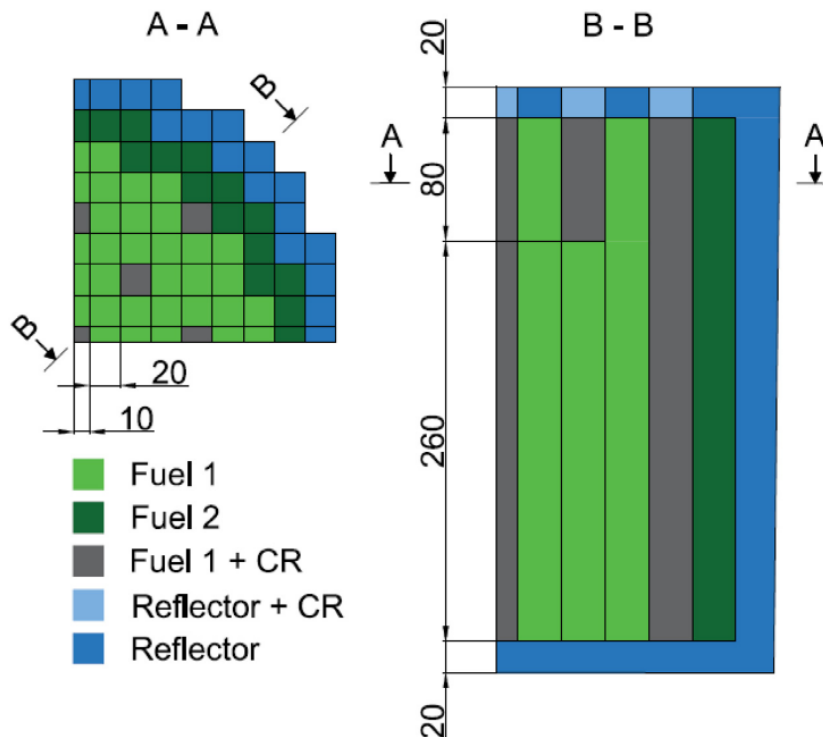 A - A
B - B
B
B
20
10
A
A
20
80
260
20
Fuel 1
Fuel 2
Fuel 1 + CR
Reflector + CR
Reflector